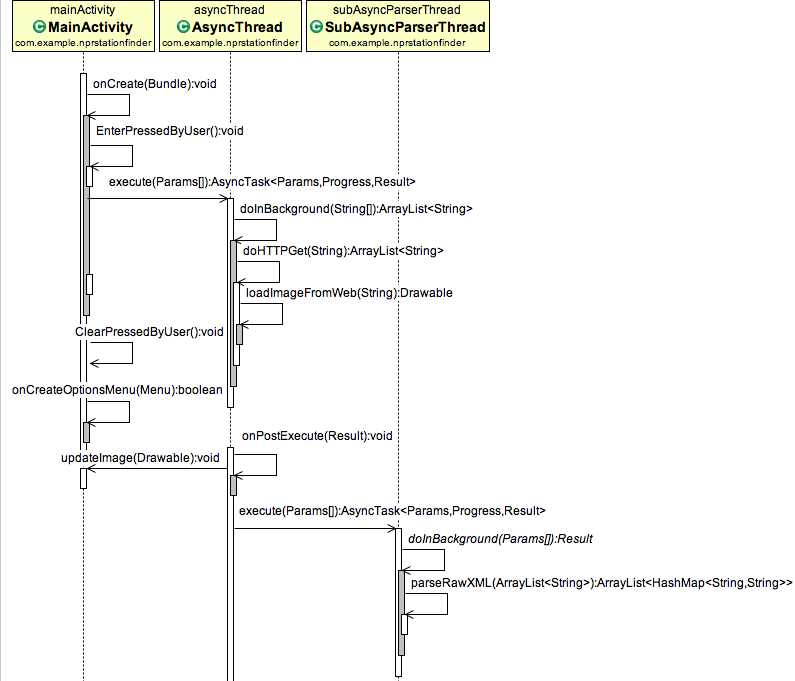 mainActivity
MainActivity
com.example.nprstationfinder
asyncThread
AsyncThread
com.example.nprstationfinder
subAsyncParserThread
SubAsyncParserThread
com.example.nprstationfinder
onCreate(Bundle):void
EnterPressedByUser():void
execute(Params[]):AsyncTask<Params,Progress,Result>
doInBackground(String[]):ArrayList<String>
doHTTPGet(String):ArrayList<String>
loadImageFromWeb(String):Drawable
ClearPressedByUser():void
onCreateOptionsMenu(Menu):boolean
onPostExecute(Result):void
updateImage(Drawable):void
execute(Params[]):AsyncTask<Params,Progress,Result>
doInBackground(Params[]):Result
parseRawXML(ArrayList<String>):ArrayList<HashMap<String,String>>